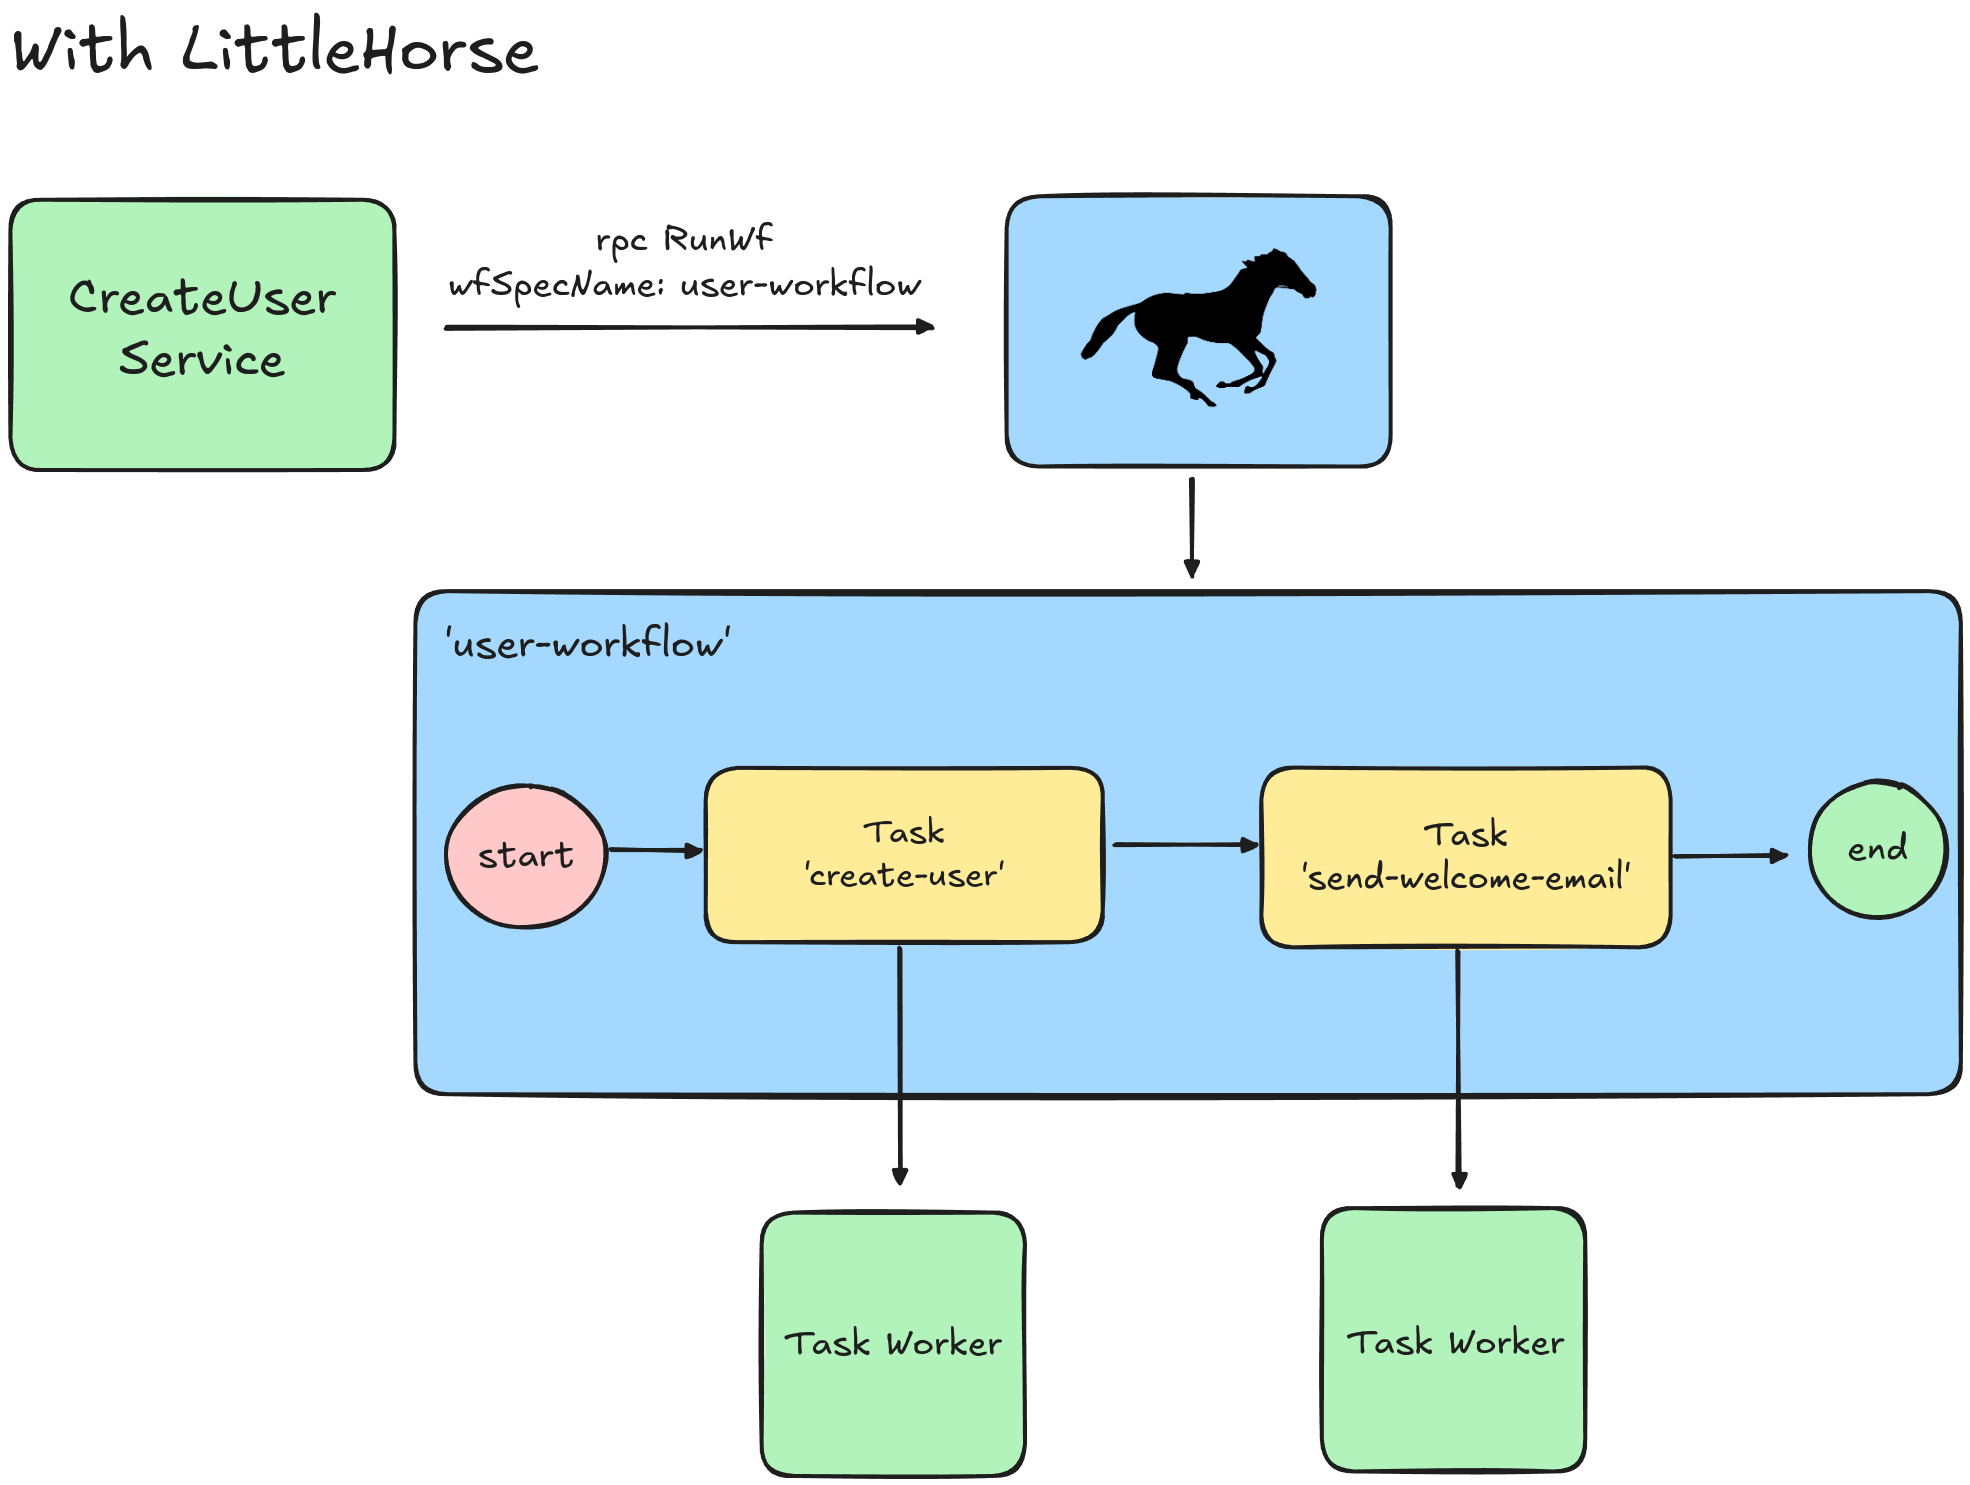 With LittleHorse
CreateUser
Service
rpc RunWf
wfSpecName: user-workflow
'user-workflow'
start
Task
'create-user'
Task
'send-welcome-email'
end
Task Worker
Task Worker